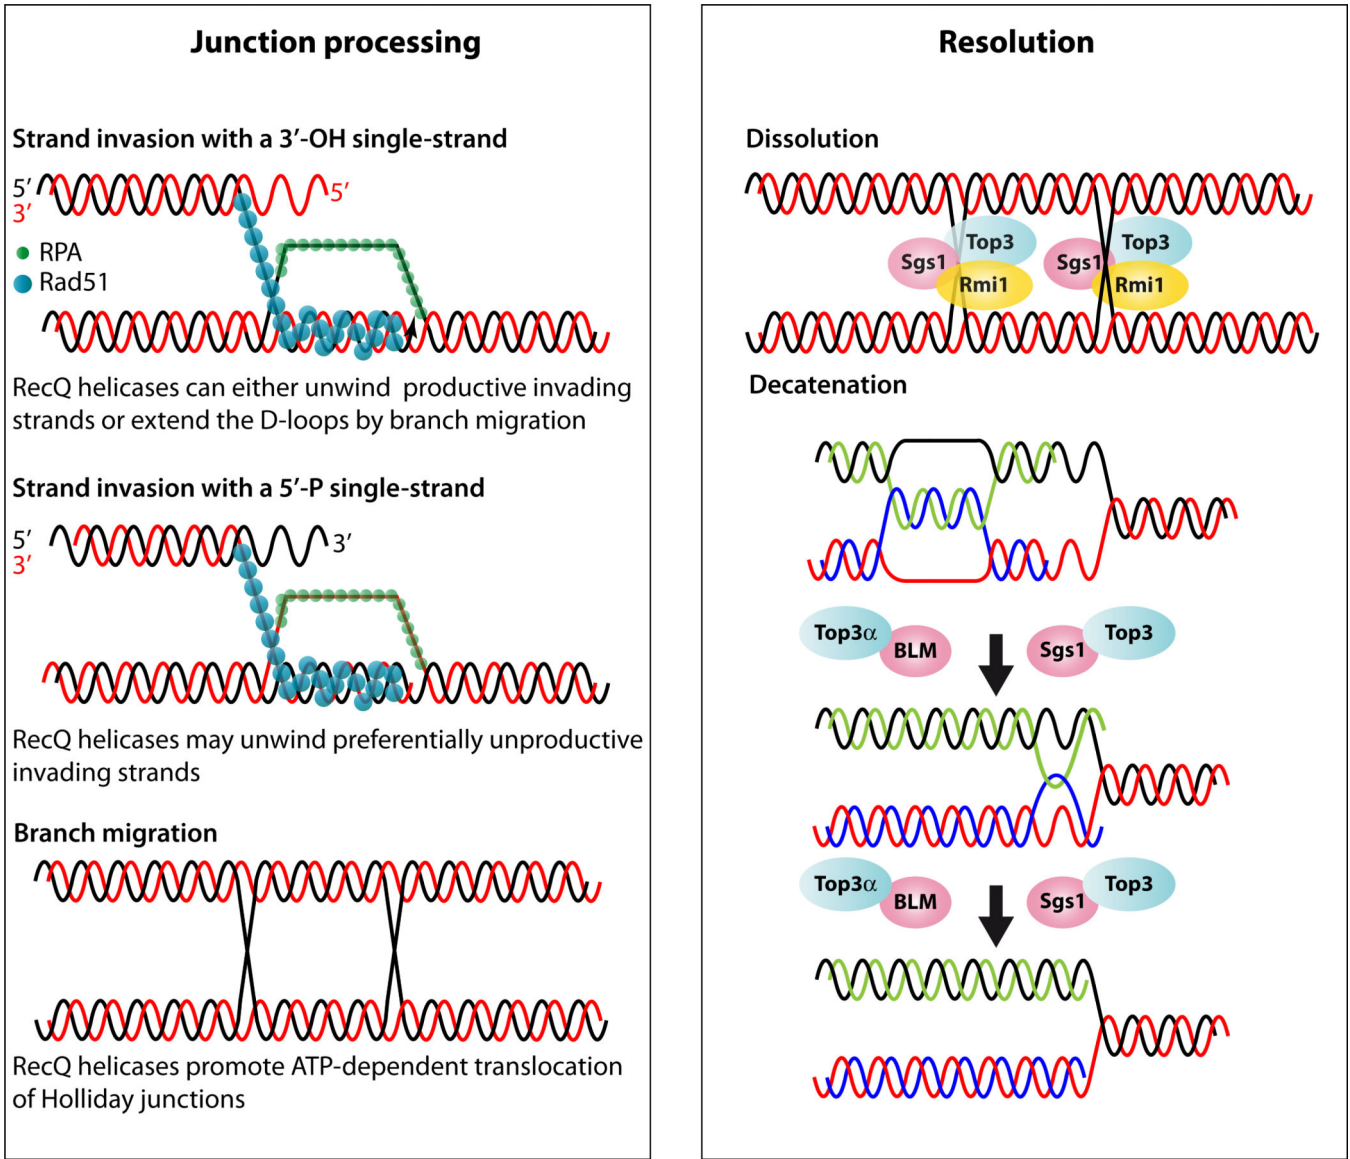 Junction processing
Strand invasion with a 3’-OH single-strand
5’
3’
5’
RPA
Rad51
RecQ helicases can either unwind productive invading
strands or extend the D-loops by branch migration
Strand invasion with a 5’-P single-strand
5’
3’
3’
RecQ helicases may unwind preferentially unproductive
invading strands
Branch migration
RecQ helicases promote ATP-dependent translocation
of Holliday junctions
Resolution
Dissolution
Sgs1
Top3
Rmi1
Sgs1
Top3
Rmi1
Decatenation
Top3α
BLM
Sgs1
Top3
Top3α
BLM
Sgs1
Top3